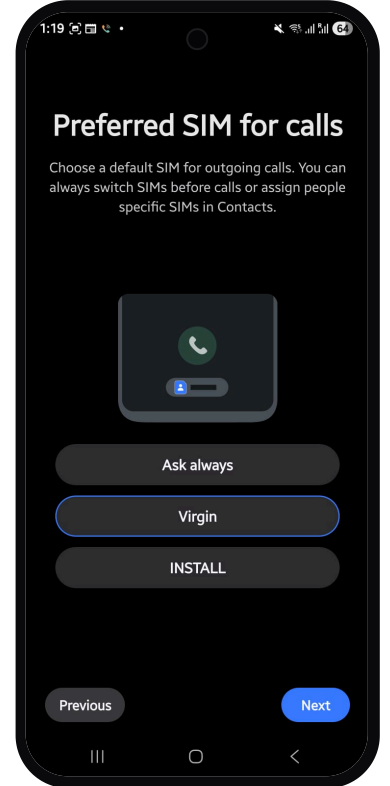 1:19
64
Preferred SIM for calls
Choose a default SIM for outgoing calls. You can
always switch SIMs before calls or assign people
specific SIMs in Contacts.
Ask always
Virgin
INSTALL
Previous
Next